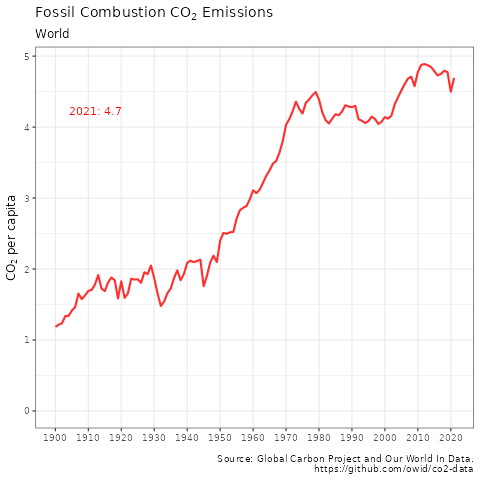 Fossil Combustion CO₂ Emissions
World
5
4
3
2
1
0
CO₂ per capita
2021: 4.7
1900 1910 1920 1930 1940 1950 1960 1970 1980 1990 2000 2010 2020
Source: Global Carbon Project and Our World In Data.
https://github.com/owid/co2-data